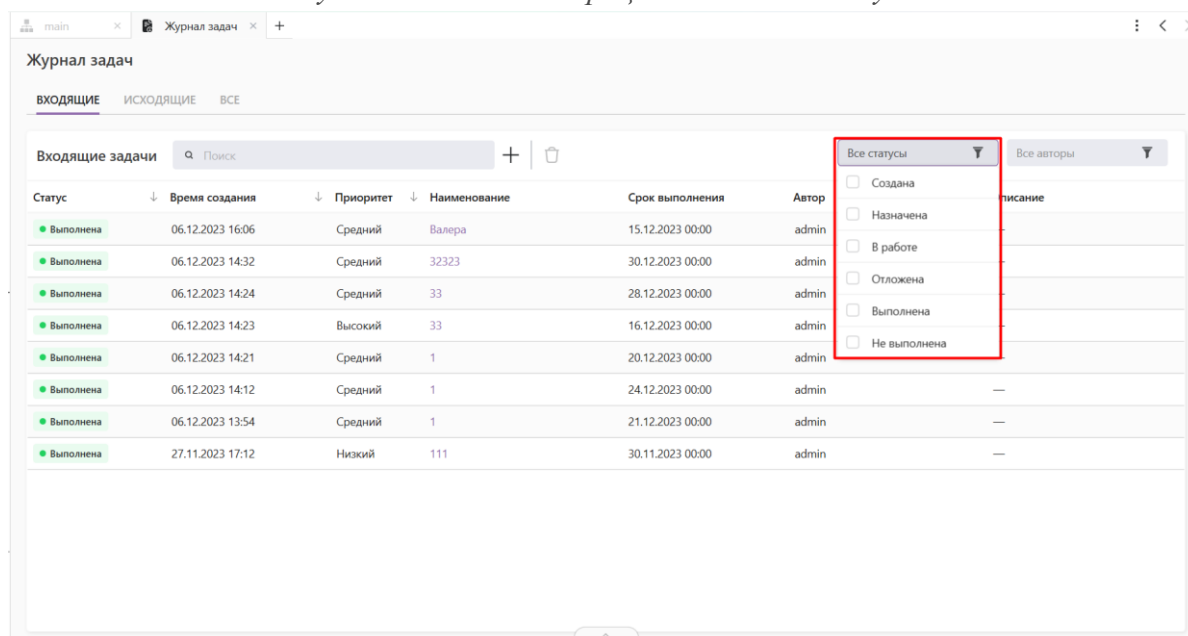 main × Журнал задач × +
Журнал задач
ВХОДЯЩИЕ ИСХОДЯЩИЕ ВСЕ
Входящие задачи Поиск Все статусы Все авторы
Создана
Статус Время создания Приоритет Наименование Срок выполнения Автор писание
Назначена
Выполнена 06.12.2023 16:06 Средний Валера 15.12.2023 00:00 admin —
В работе
Выполнена 06.12.2023 14:32 Средний 32323 30.12.2023 00:00 admin —
Отложена
Выполнена 06.12.2023 14:24 Средний 33 28.12.2023 00:00 admin —
Выполнена
Выполнена 06.12.2023 14:23 Высокий 33 16.12.2023 00:00 admin —
Не выполнена
Выполнена 06.12.2023 14:21 Средний 1 20.12.2023 00:00 admin —
Выполнена 06.12.2023 14:12 Средний 1 24.12.2023 00:00 admin —
Выполнена 06.12.2023 13:54 Средний 1 21.12.2023 00:00 admin —
Выполнена 27.11.2023 17:12 Низкий 111 30.11.2023 00:00 admin —